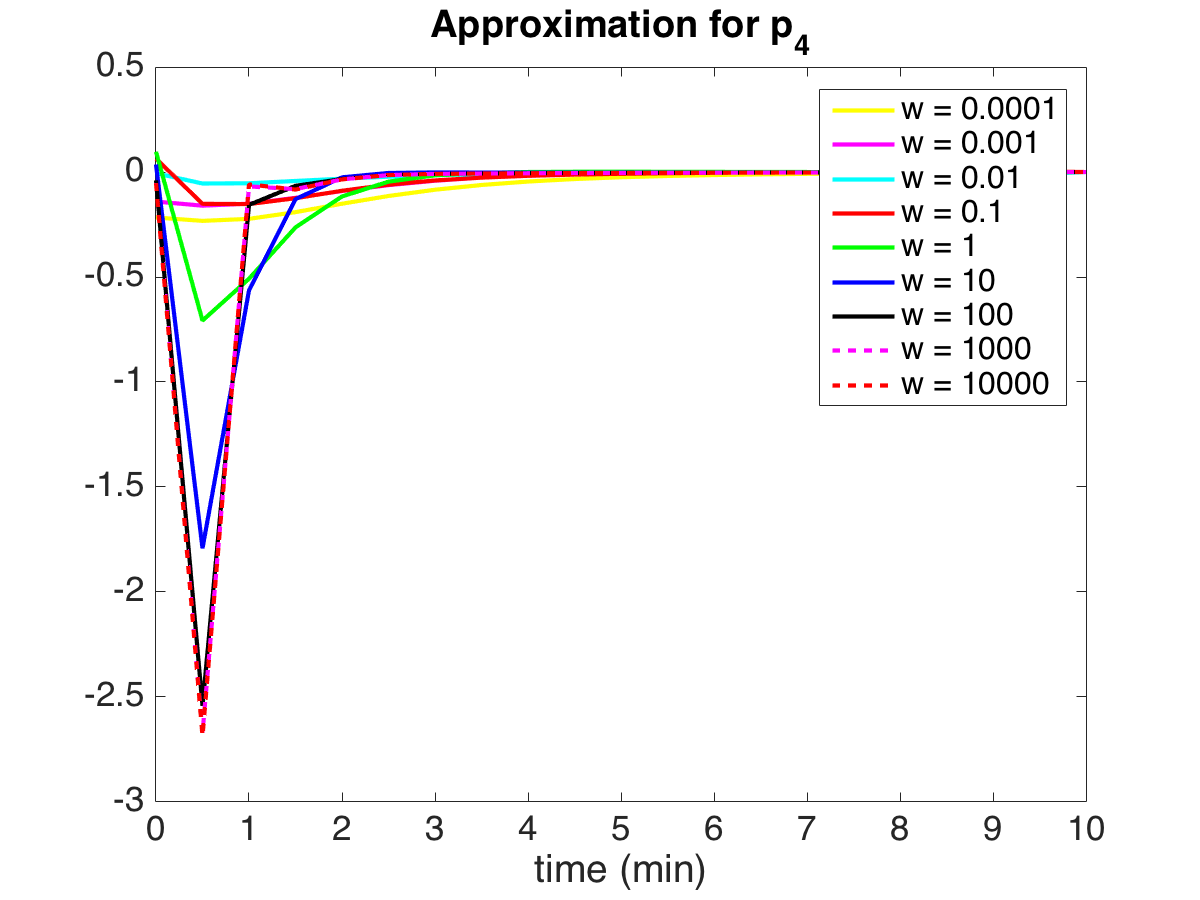 Approximation for p4
0.5
0
-0.5
-1
-1.5
-2
-2.5
-3
w = 0.0001
w = 0.001
w = 0.01
w = 0.1
w = 1
w = 10
w = 100
w = 1000
w = 10000
0 1 2 3 4 5 6 7 8 9 10
time (min)